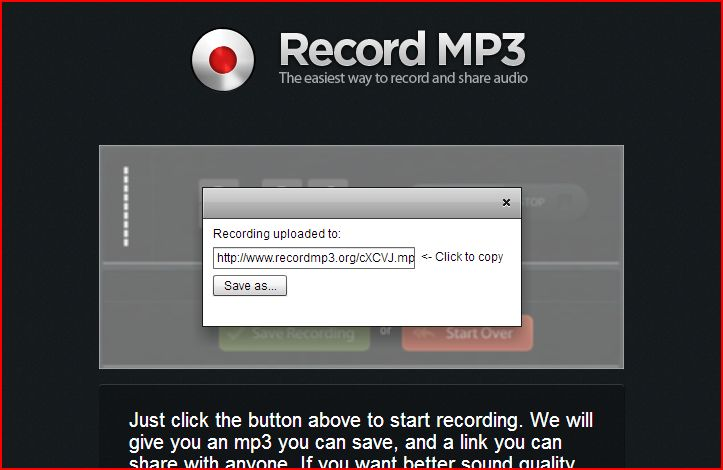 Record MP3
The easiest way to record and share audio
STOP
Recording uploaded to:
http://www.recordmp3.org/cXCVJ.mp
<- Click to copy
Save as...
Save Recording
or
Start Over
Just click the button above to start recording. We will
give you an mp3 you can save, and a link you can
share with anyone. If you want better sound quality